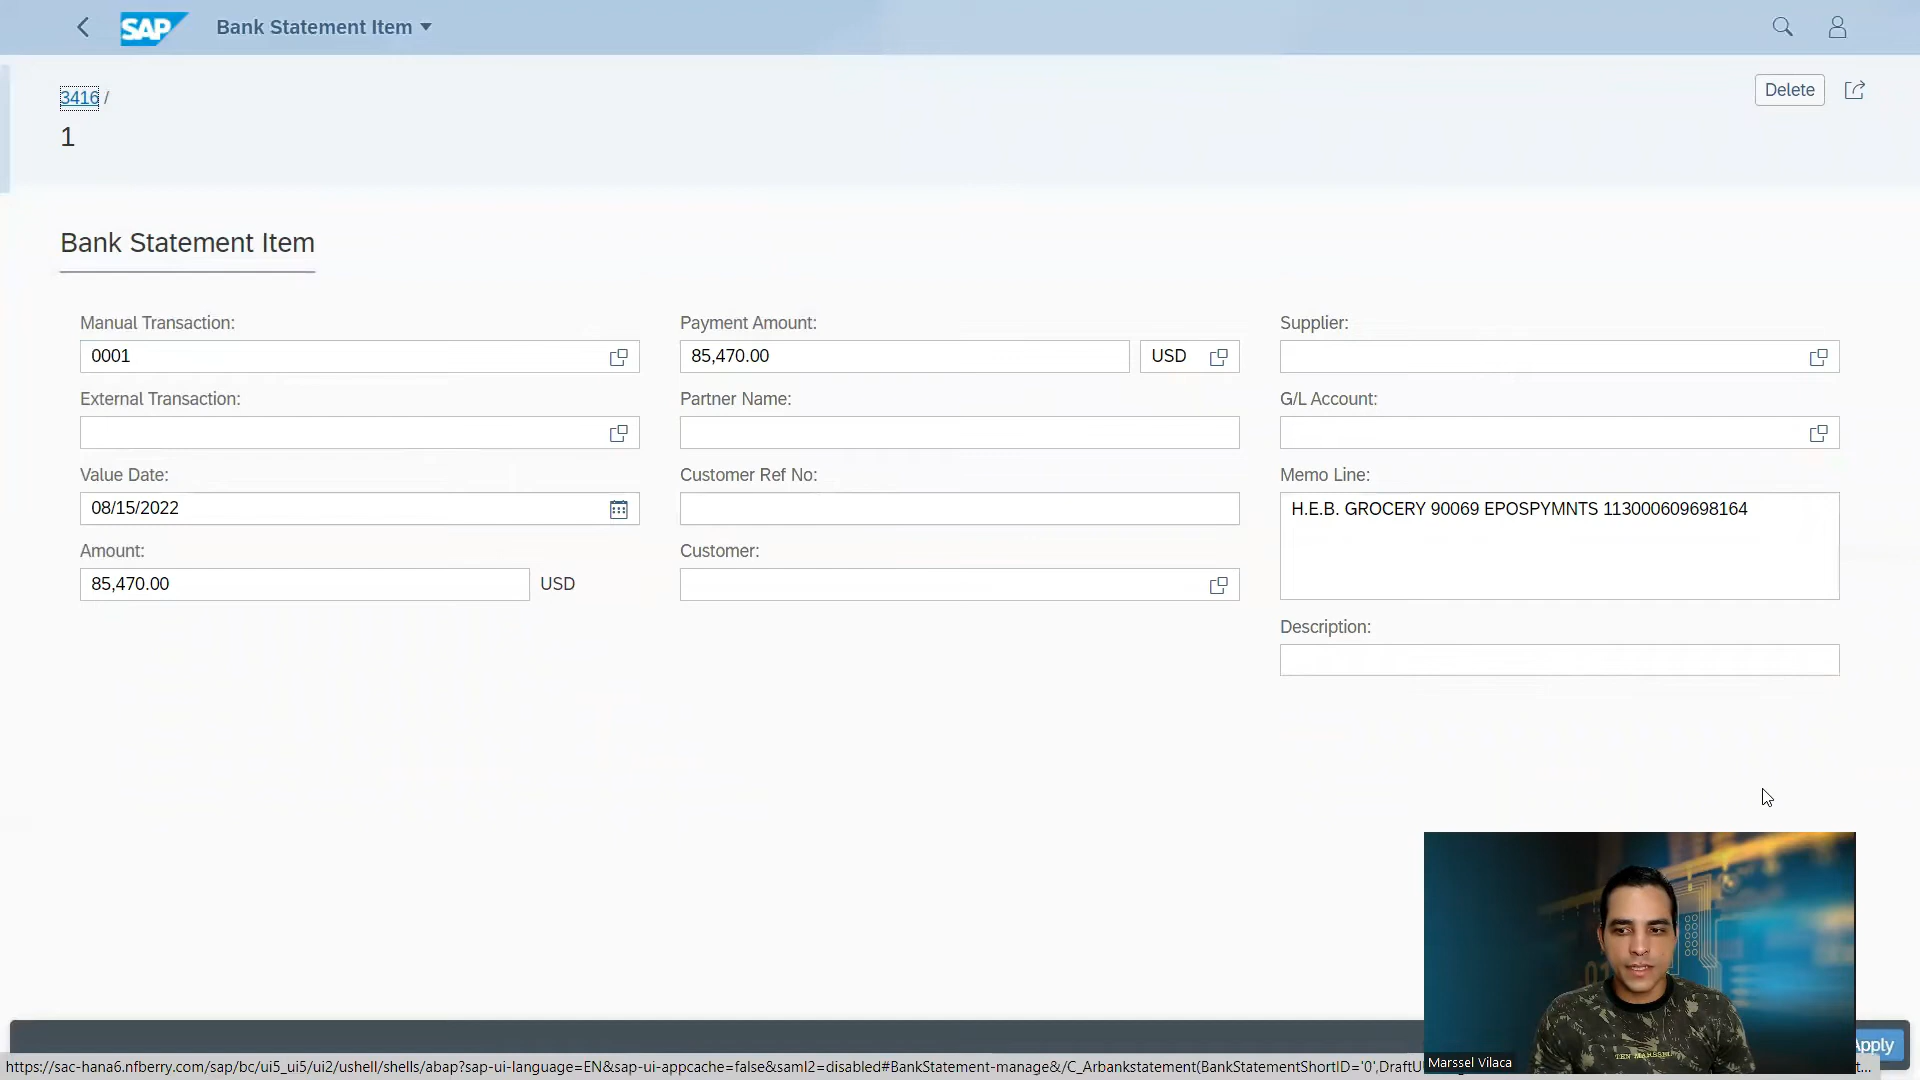 SAP Bank Statement Item
3416 /
Delete
1
Bank Statement Item
Manual Transaction:
0001
External Transaction:
Value Date:
08/15/2022
Amount:
85,470.00 USD
Payment Amount:
85,470.00 USD
Partner Name:
Customer Ref No:
Customer:
Supplier:
G/L Account:
Memo Line:
H.E.B. GROCERY 90069 EPOSPYMNTS 113000609698164
Description:
TEN MARSSEL
Marssel Vilaca
Apply
https://sac-hana6.nfberry.com/sap/bc/ui5_ui5/ui2/ushell/shells/abap?sap-ui-language=EN&sap-ui-appcache=false&saml2=disabled#BankStatement-manage&/C_Arbankstatement(BankStatementShortID='0',DraftU